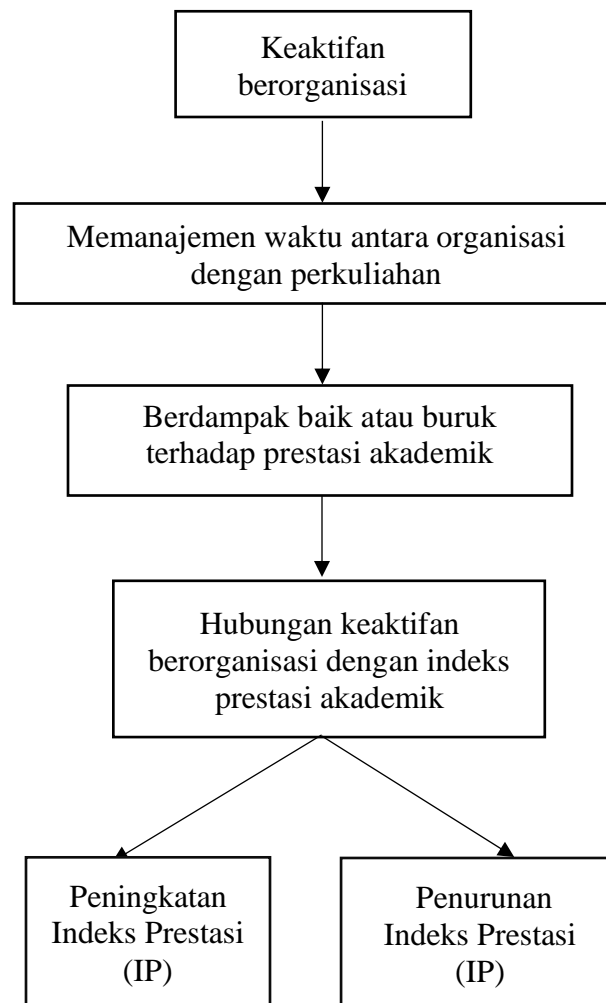 Keaktifan
berorganisasi
Memanajemen waktu antara organisasi
dengan perkuliahan
Berdampak baik atau buruk
terhadap prestasi akademik
Hubungan keaktifan
berorganisasi dengan indeks
prestasi akademik
Peningkatan
Indeks Prestasi
(IP)
Penurunan
Indeks Prestasi
(IP)